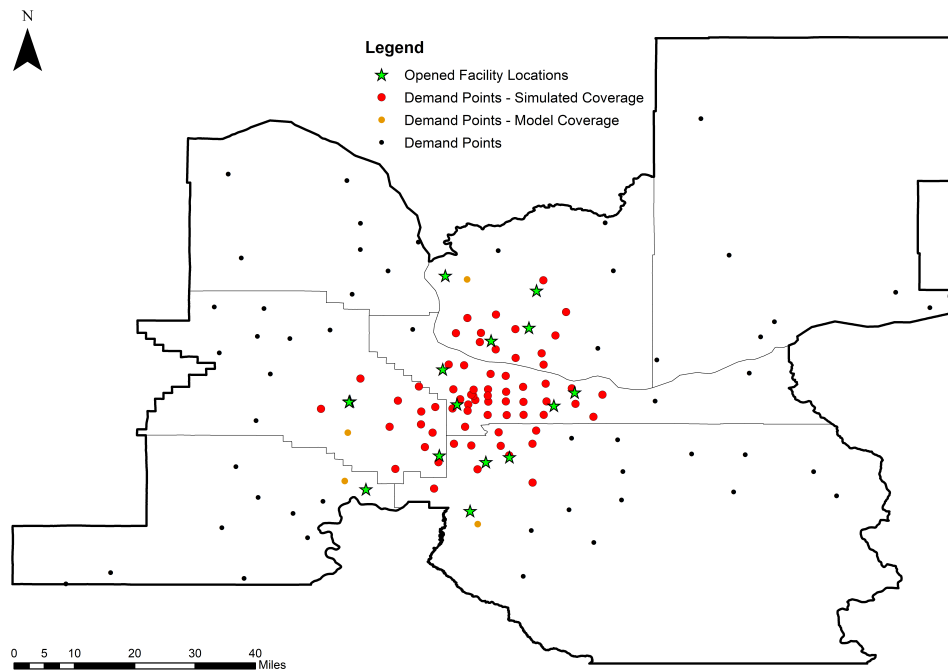 N
Legend
Opened Facility Locations
Demand Points - Simulated Coverage
Demand Points - Model Coverage
Demand Points
0 5 10 20 30 40
Miles